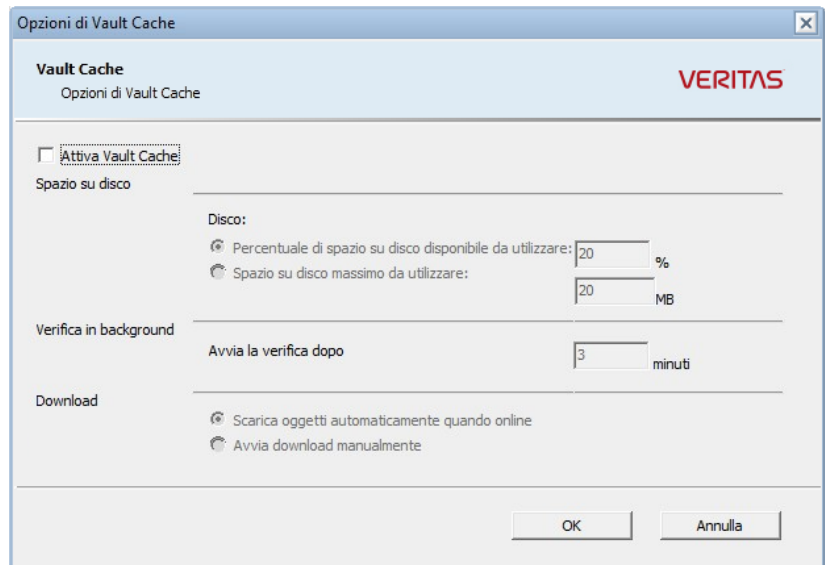 Opzioni di Vault Cache
Vault Cache
Opzioni di Vault Cache
VERITAS
Attiva Vault Cache
Spazio su disco
Disco:
Percentuale di spazio su disco disponibile da utilizzare: 20 %
Spazio su disco massimo da utilizzare:
20 MB
Verifica in background
Avvia la verifica dopo 3 minuti
Download
Scarica oggetti automaticamente quando online
Avvia download manualmente
OK Annulla